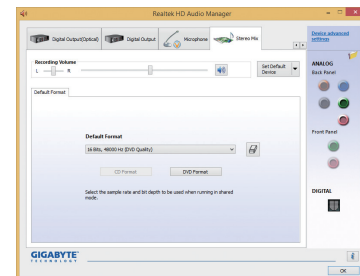 Realtek HD Audio Manager
Digital Output(Optical)
Digital Output
Microphone
Stereo Mix
Device advanced
settings
Recording Volume
L
R
Set Default
Device
ANALOG
Back Panel
Default Format
Default Format
16 Bits, 48000 Hz (DVD Quality)
CD Format
DVD Format
Select the sample rate and bit depth to be used when running in shared
mode.
Front Panel
DIGITAL
GIGABYTE
TECHNOLOGY
OK